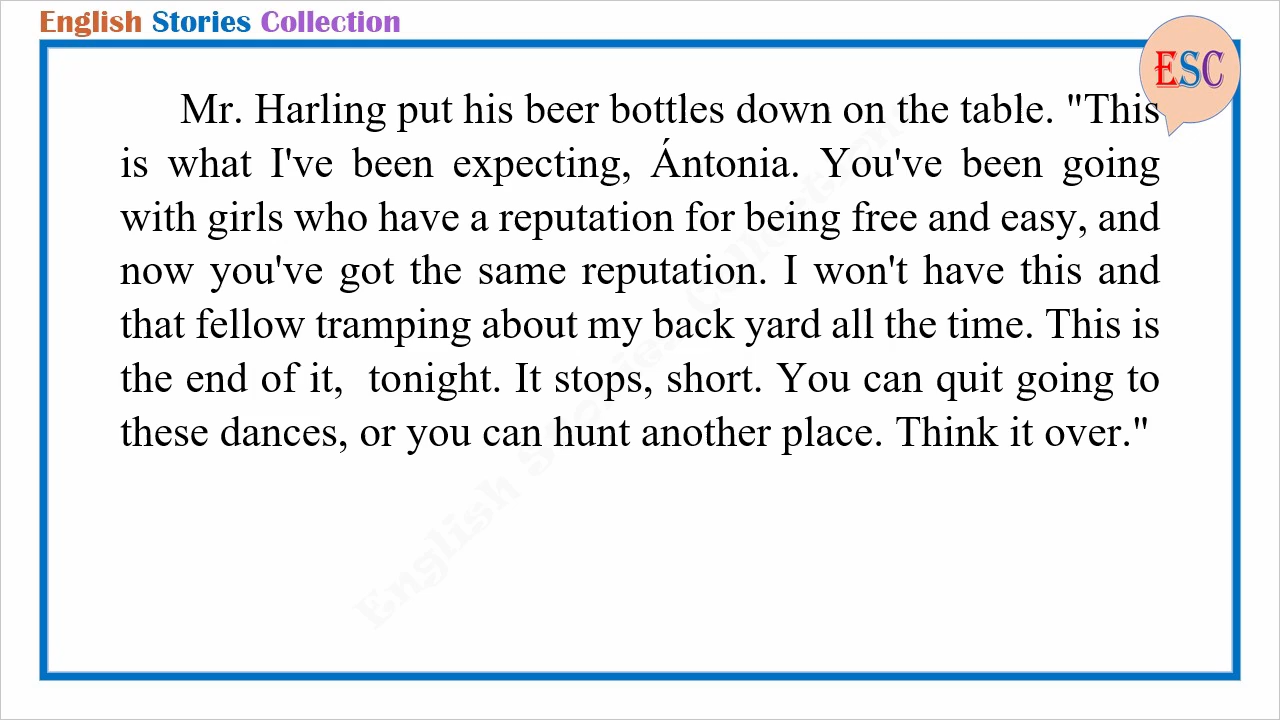 English Stories Collection
ESC
Mr. Harling put his beer bottles down on the table. "This
is what I've been expecting, Ántonia. You've been going
with girls who have a reputation for being free and easy, and
now you've got the same reputation. I won't have this and
that fellow tramping about my back yard all the time. This is
the end of it,  tonight. It stops, short. You can quit going to
these dances, or you can hunt another place. Think it over."
English Stories Collection